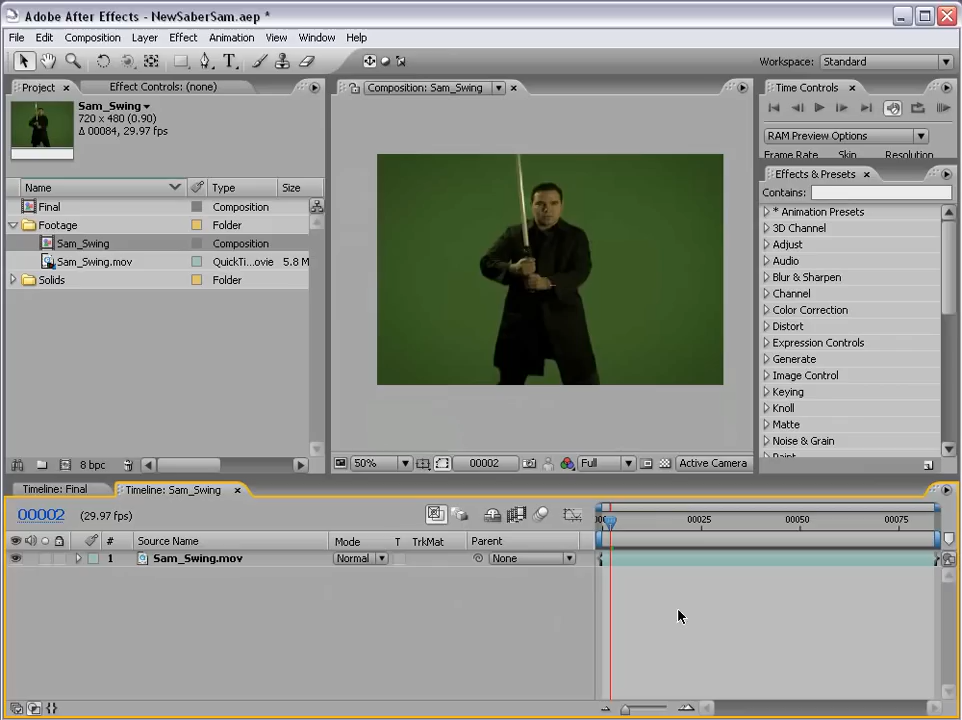 Adobe After Effects - NewSaberSam.aep *
File Edit Composition Layer Effect Animation View Window Help
Workspace: Standard
Project × Effect Controls: (none)
Sam_Swing
720 x 480 (0.90)
Δ 00084, 29.97 fps
Name Type Size
Final Composition
Footage Folder
Sam_Swing Composition
Sam_Swing.mov QuickTi...ovie 5.8 M
Solids Folder
8 bpc
Composition: Sam_Swing ×
50% 00002 Full Active Camera
Time Controls ×
RAM Preview Options
Frame Rate Skip Resolution
Effects & Presets ×
Contains:
* Animation Presets
3D Channel
Adjust
Audio
Blur & Sharpen
Channel
Color Correction
Distort
Expression Controls
Generate
Image Control
Keying
Knoll
Matte
Noise & Grain
Paint
Timeline: Final Timeline: Sam_Swing ×
00002 (29.97 fps)
00025 00050 00075
# Source Name Mode T TrkMat Parent
1 Sam_Swing.mov Normal None